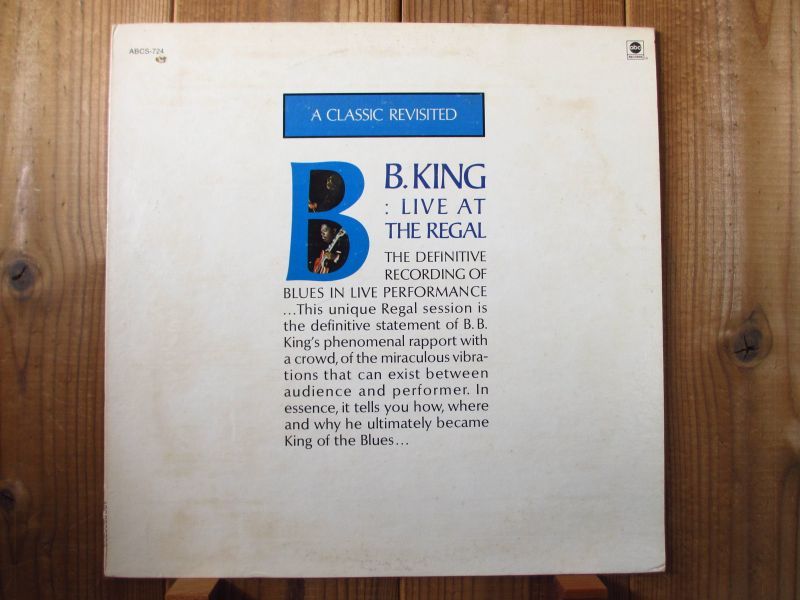 ABCS-724
abc
RECORDS
A CLASSIC REVISITED
B B. KING
: LIVE AT
THE REGAL
THE DEFINITIVE
RECORDING OF
BLUES IN LIVE PERFORMANCE
...This unique Regal session is
the definitive statement of B. B.
King's phenomenal rapport with
a crowd, of the miraculous vibra-
tions that can exist between
audience and performer. In
essence, it tells you how, where
and why he ultimately became
King of the Blues...